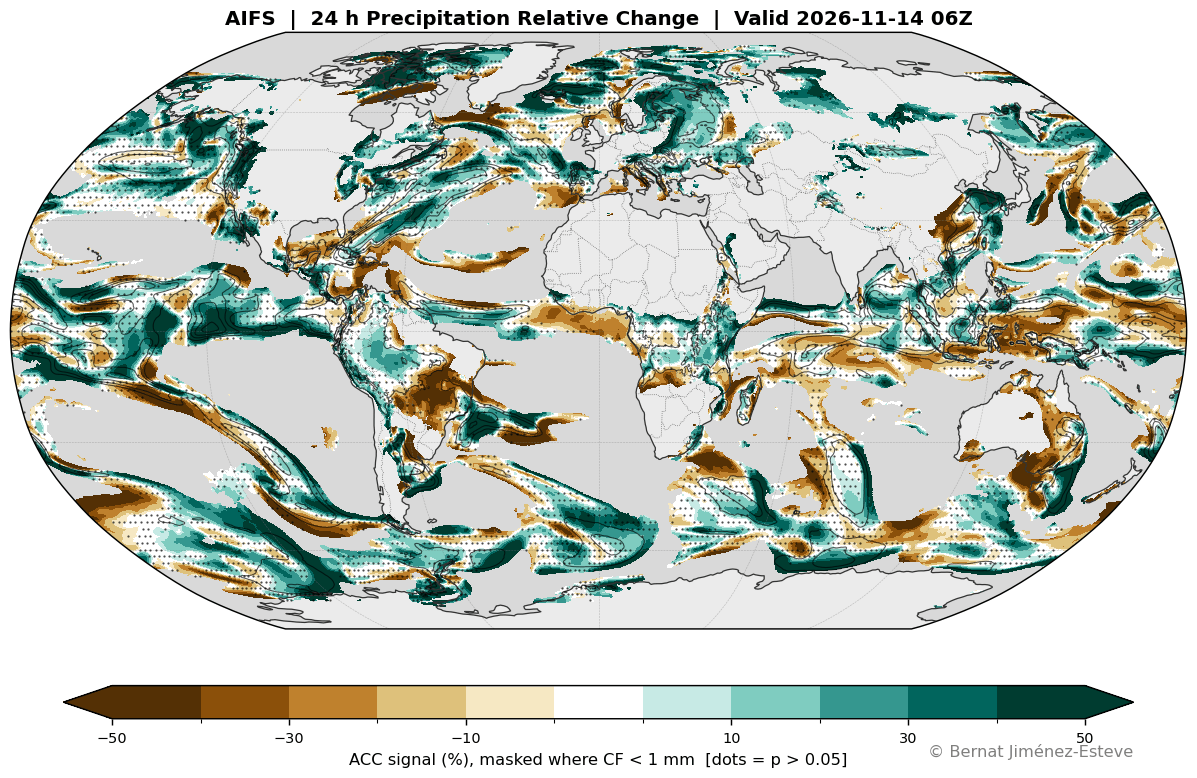 AIFS | 24 h Precipitation Relative Change | Valid 2026-11-14 06Z
−50 −30 −10 10 30 50
ACC signal (%), masked where CF < 1 mm [dots = p > 0.05]
© Bernat Jiménez-Esteve